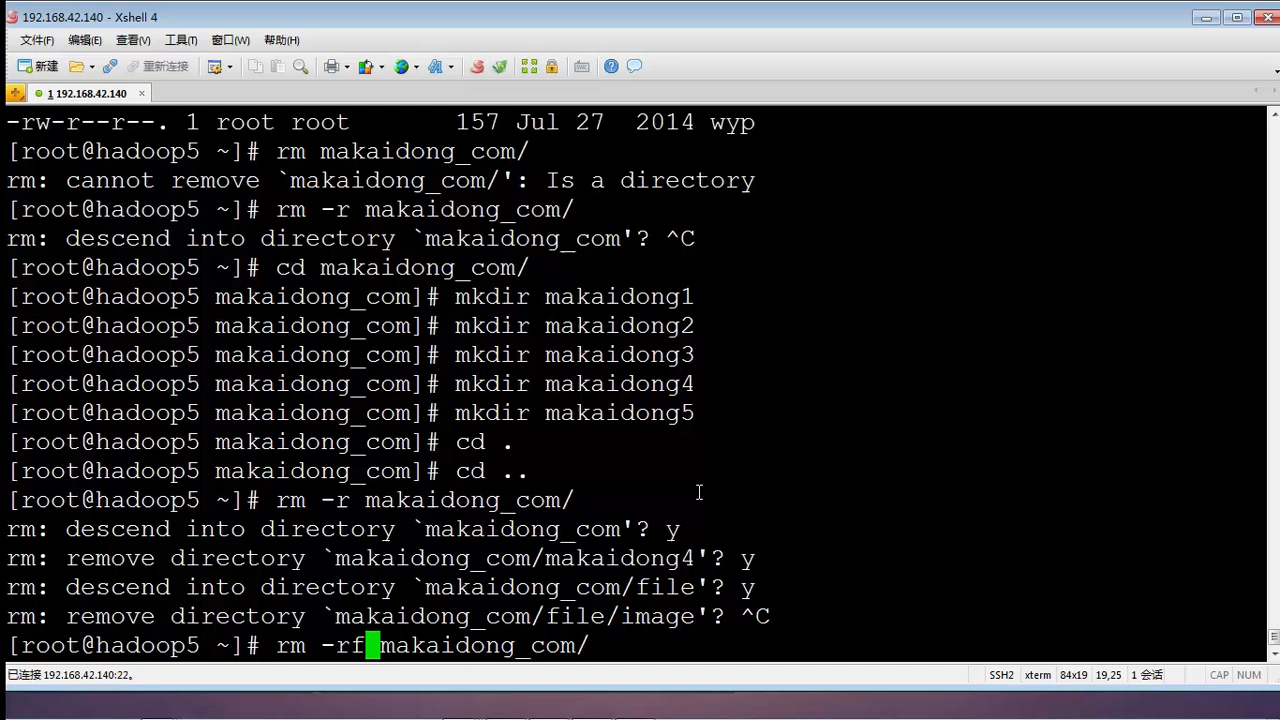 192.168.42.140 - Xshell 4
文件(F) 编辑(E) 查看(V) 工具(T) 窗口(W) 帮助(H)
新建 重新连接
1 192.168.42.140
-rw-r--r--. 1 root root 157 Jul 27 2014 wyp
[root@hadoop5 ~]# rm makaidong_com/
rm: cannot remove `makaidong_com/': Is a directory
[root@hadoop5 ~]# rm -r makaidong_com/
rm: descend into directory `makaidong_com'? ^C
[root@hadoop5 ~]# cd makaidong_com/
[root@hadoop5 makaidong_com]# mkdir makaidong1
[root@hadoop5 makaidong_com]# mkdir makaidong2
[root@hadoop5 makaidong_com]# mkdir makaidong3
[root@hadoop5 makaidong_com]# mkdir makaidong4
[root@hadoop5 makaidong_com]# mkdir makaidong5
[root@hadoop5 makaidong_com]# cd .
[root@hadoop5 makaidong_com]# cd ..
[root@hadoop5 ~]# rm -r makaidong_com/
rm: descend into directory `makaidong_com'? y
rm: remove directory `makaidong_com/makaidong4'? y
rm: descend into directory `makaidong_com/file'? y
rm: remove directory `makaidong_com/file/image'? ^C
[root@hadoop5 ~]# rm -rf makaidong_com/
已连接 192.168.42.140:22。 SSH2 xterm 84x19 19,25 1 会话 CAP NUM